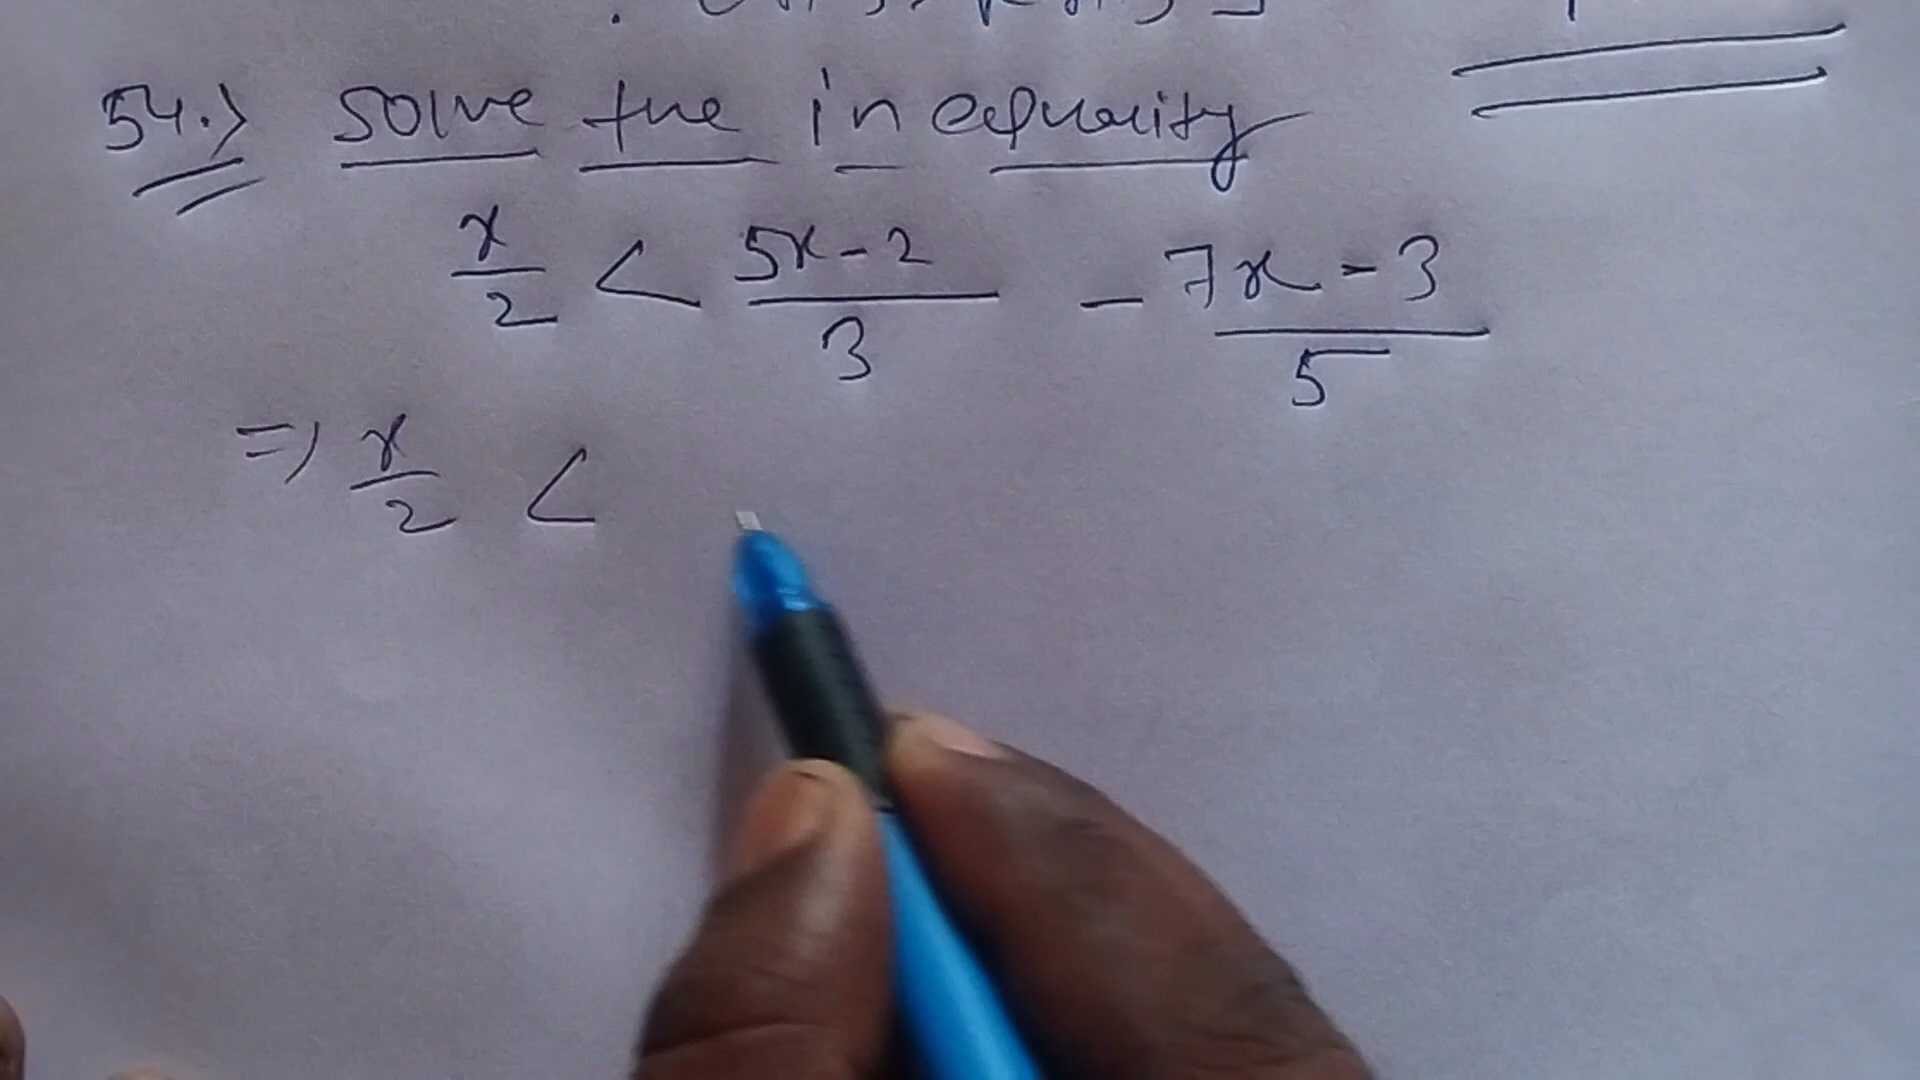 54.) Solve the inequality
x/2 < 5x-2/3 - 7x-3/5
=) x/2 <